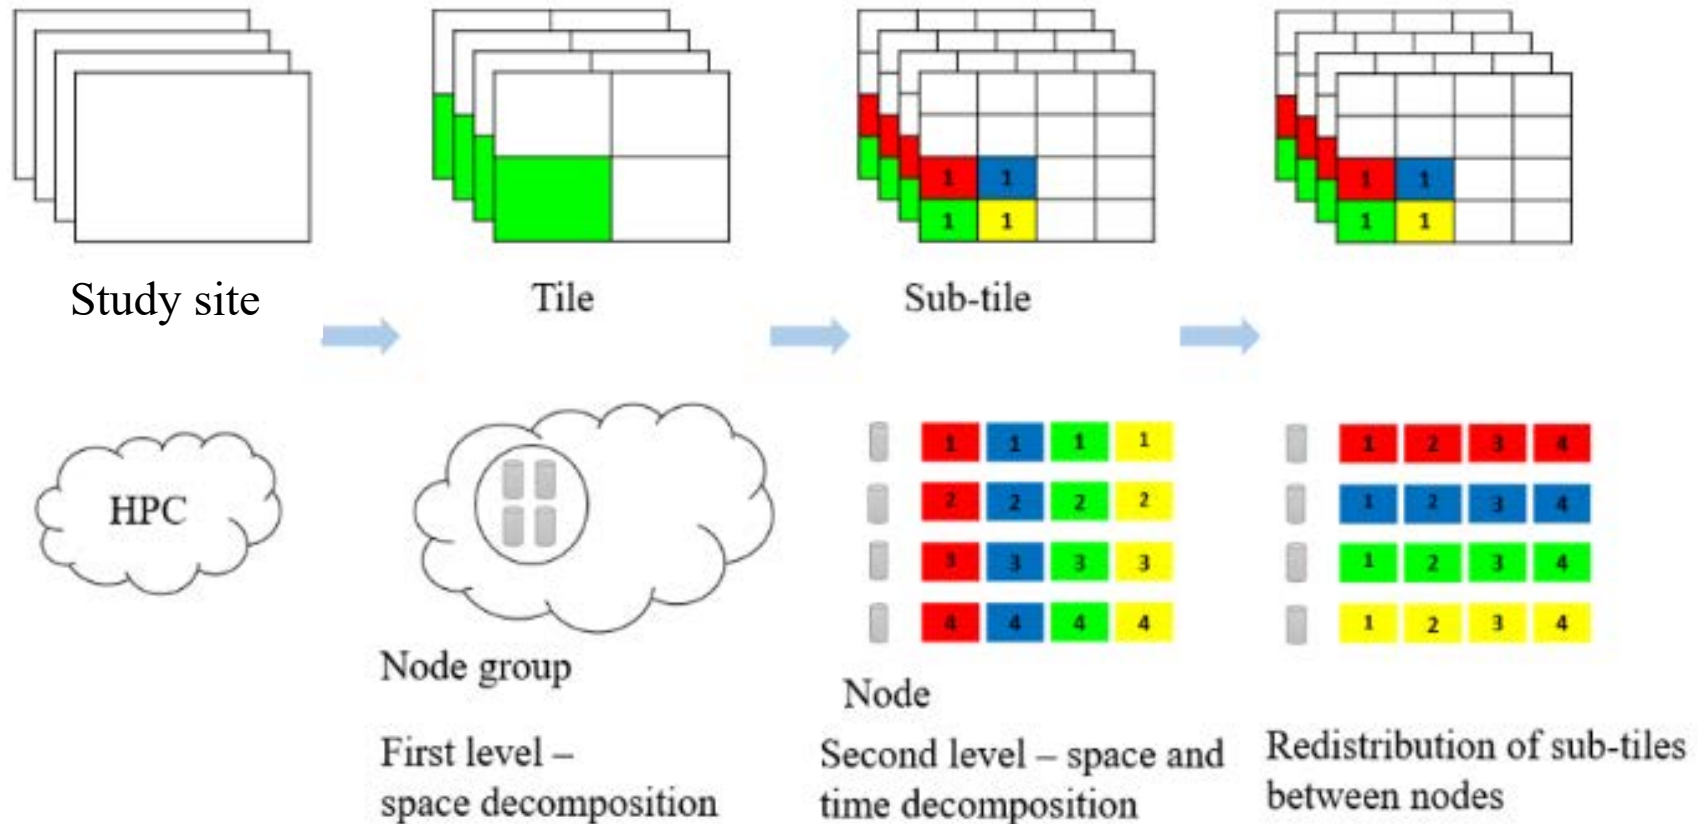 1 1
1 1
1 1
1 1
Study site
Tile
Sub-tile
HPC
1 1 1 1
2 2 2 2
3 3 3 3
4 4 4 4
1 2 3 4
1 2 3 4
1 2 3 4
1 2 3 4
Node group
Node
First level –
space decomposition
Second level – space and
time decomposition
Redistribution of sub-tiles
between nodes